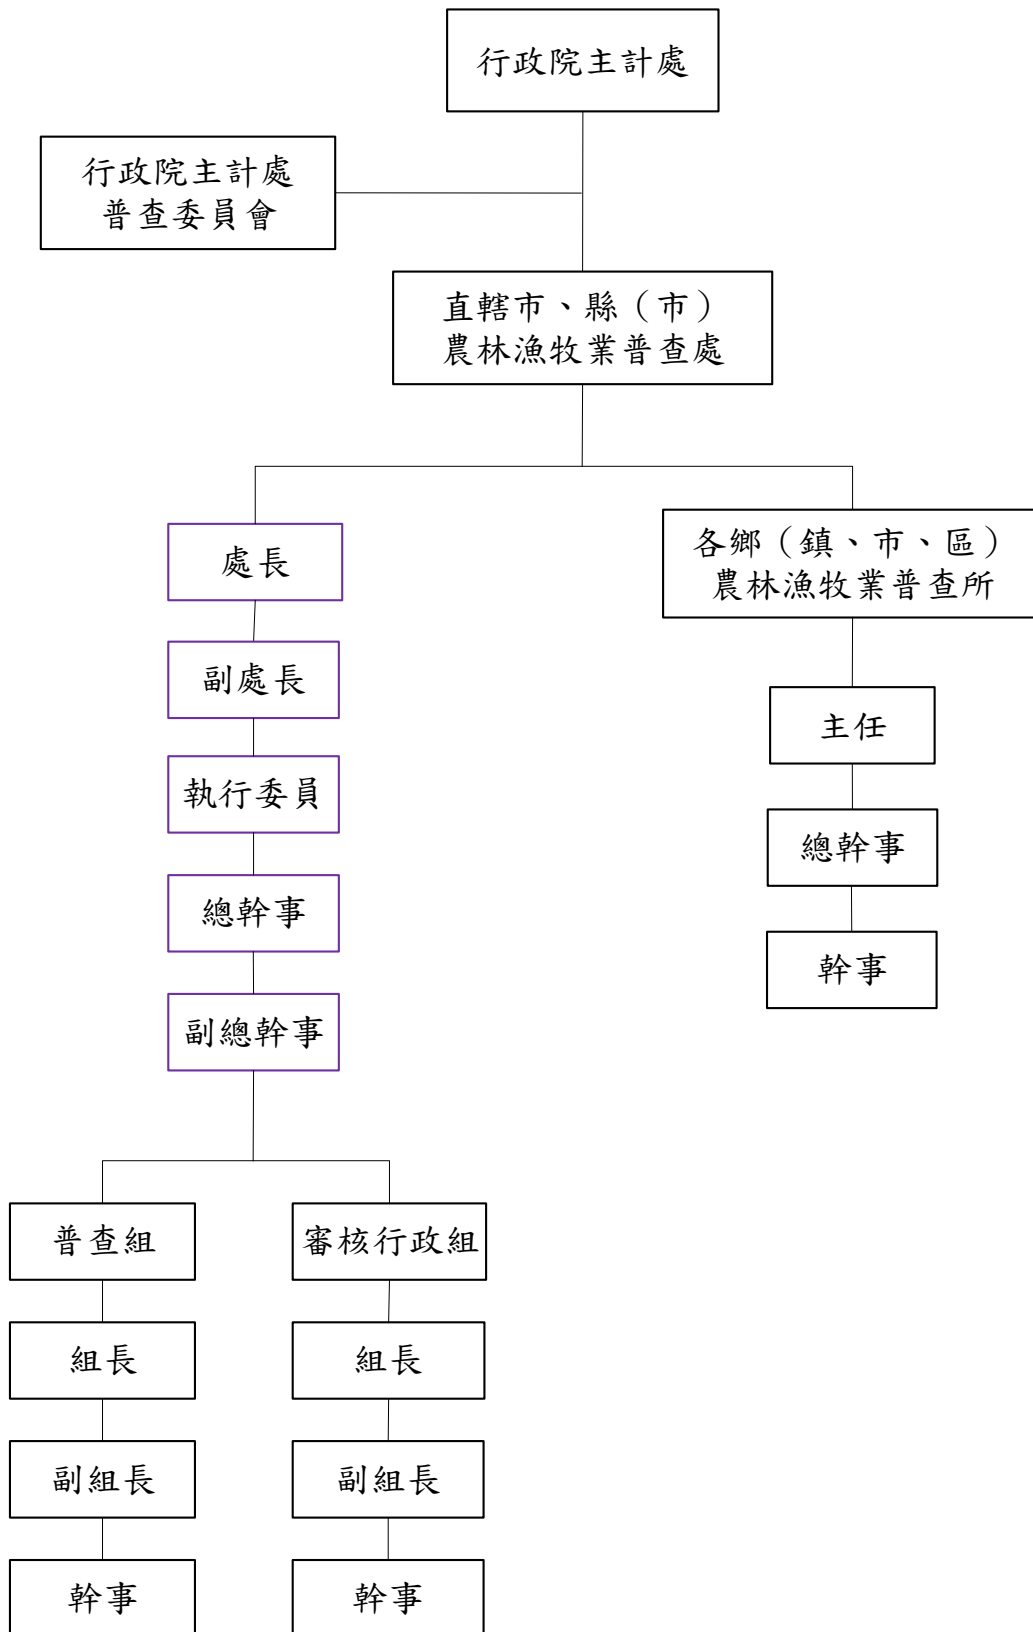 行政院主計處
行政院主計處
普查委員會
直轄市、縣（市）
農林漁牧業普查處
處長
副處長
執行委員
總幹事
副總幹事
各鄉（鎮、市、區）
農林漁牧業普查所
主任
總幹事
幹事
普查組
組長
副組長
幹事
審核行政組
組長
副組長
幹事